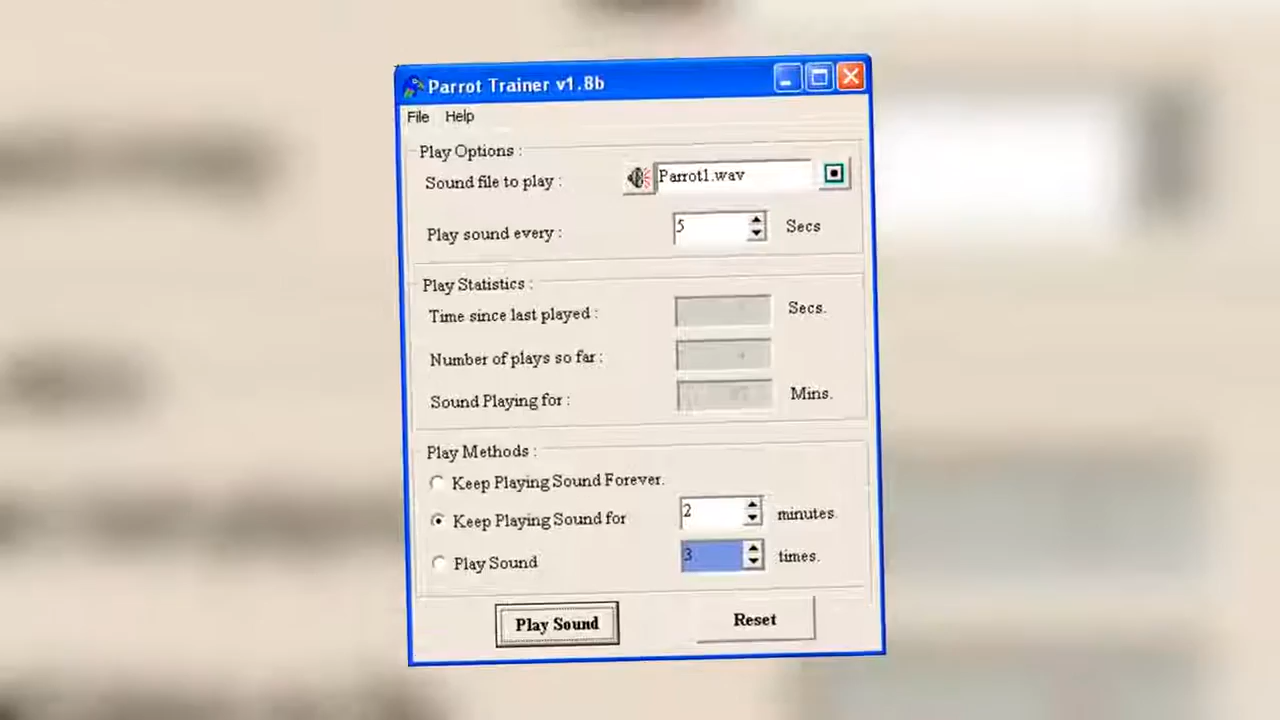 Parrot Trainer v1.8b
File Help
Play Options :
Sound file to play : Parrot1.wav
Play sound every : 5 Secs
Play Statistics :
Time since last played : Secs.
Number of plays so far :
Sound Playing for : Mins.
Play Methods :
Keep Playing Sound Forever.
Keep Playing Sound for 2 minutes.
Play Sound 3 times.
Play Sound Reset